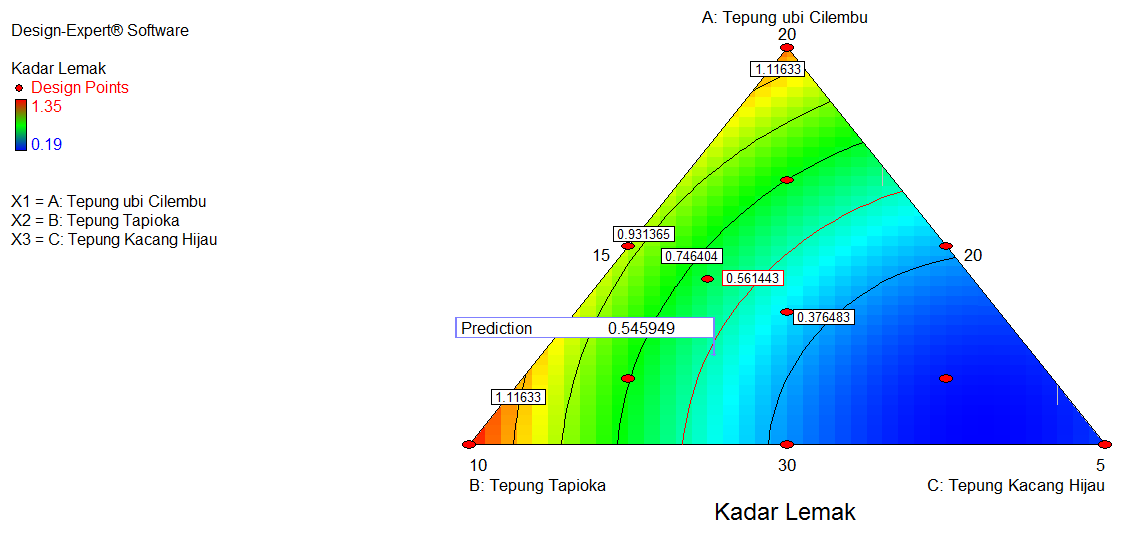 Design-Expert® Software
Kadar Lemak
Design Points
1.35
0.19
X1 = A: Tepung ubi Cilembu
X2 = B: Tepung Tapioka
X3 = C: Tepung Kacang Hijau
A: Tepung ubi Cilembu
20
1.11633
0.931365
15
0.746404
20
0.561443
0.376483
Prediction 0.545949
1.11633
10
30
5
B: Tepung Tapioka
C: Tepung Kacang Hijau
Kadar Lemak